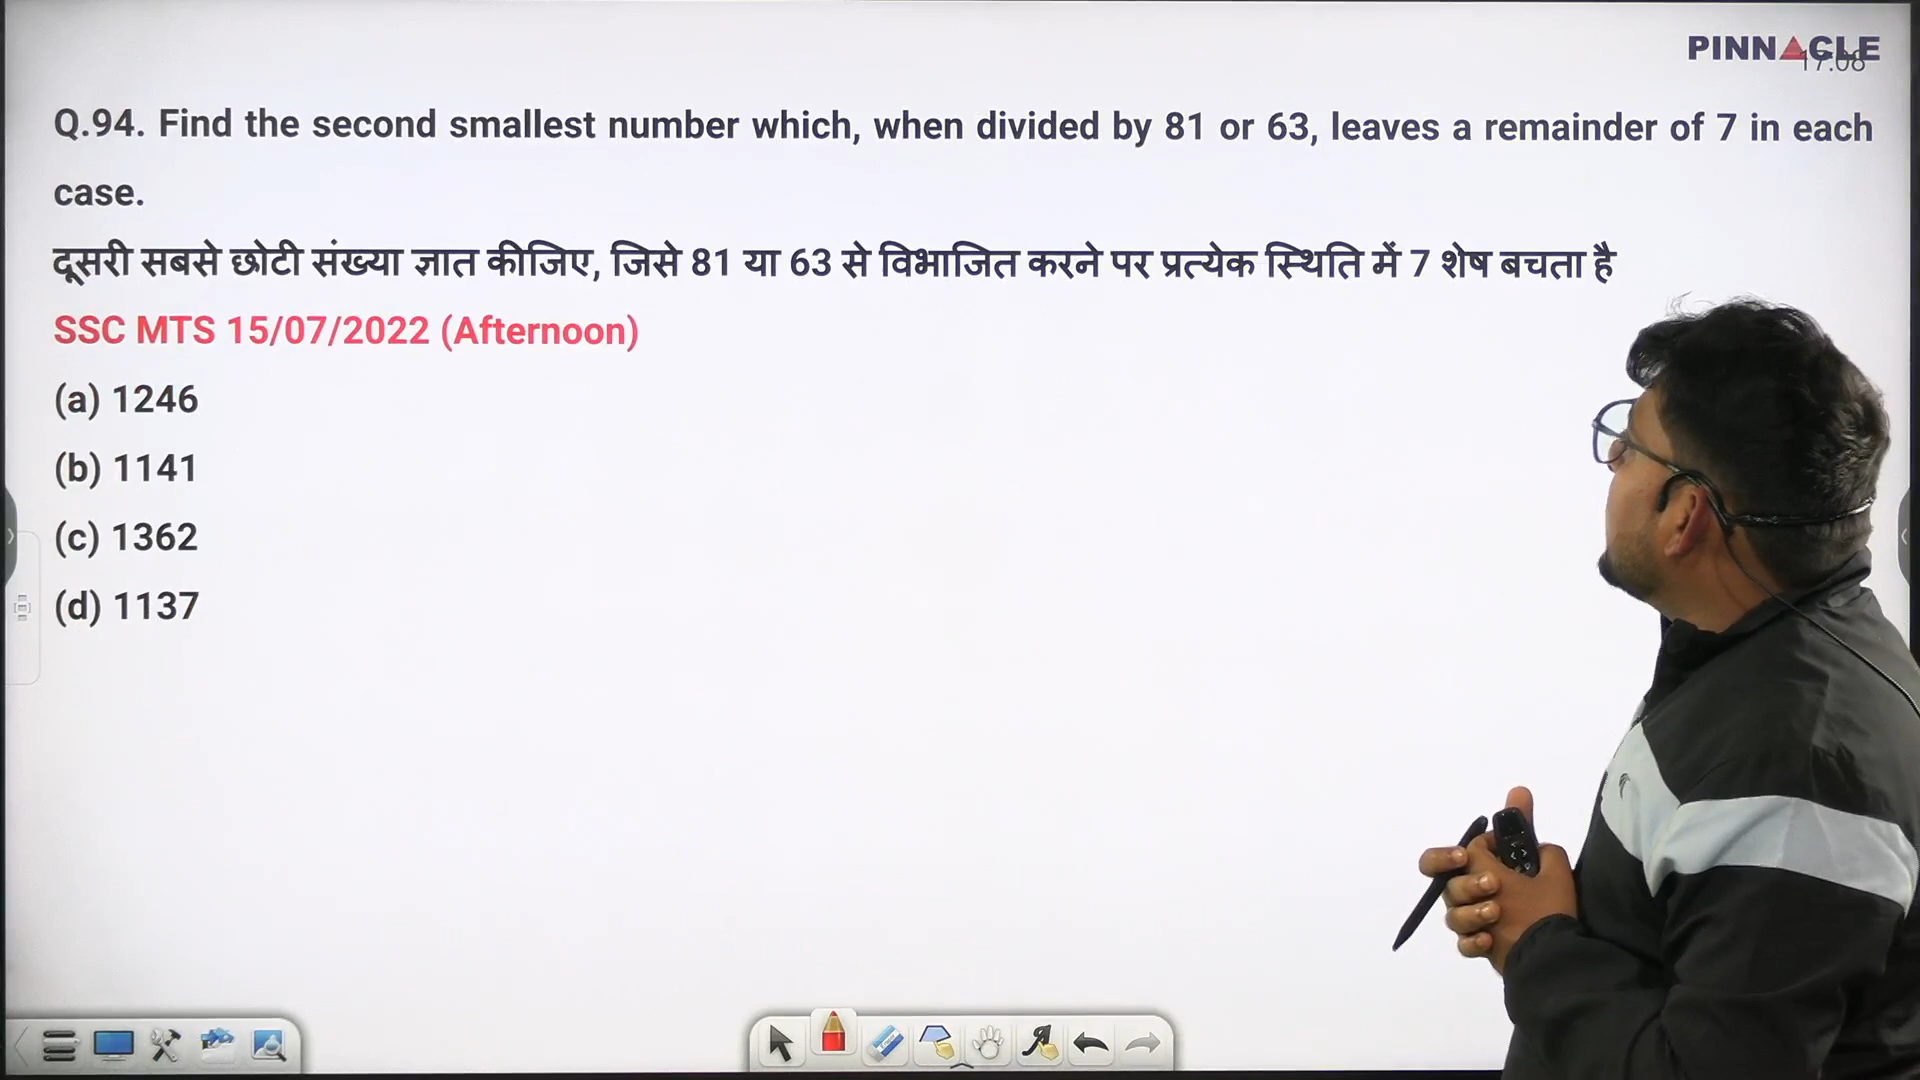 PINNACLE
17:08
Q.94. Find the second smallest number which, when divided by 81 or 63, leaves a remainder of 7 in each
case.
दूसरी सबसे छोटी संख्या ज्ञात कीजिए, जिसे 81 या 63 से विभाजित करने पर प्रत्येक स्थिति में 7 शेष बचता है
SSC MTS 15/07/2022 (Afternoon)
(a) 1246
(b) 1141
(c) 1362
(d) 1137